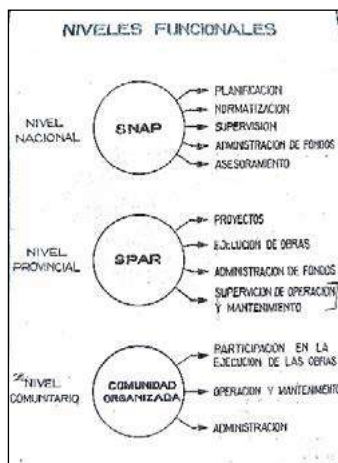 NIVELES FUNCIONALES
NIVEL
NACIONAL
SNAP
PLANIFICACION
NORMATIZACION
SUPERVISION
ADMINISTRACION DE FONDOS
ASESORAMIENTO
NIVEL
PROVINCIAL
SPAR
PROYECTOS
EJECUCION DE OBRAS
ADMINISTRACION DE FONDOS
SUPERVICION DE OPERACION
Y MANTENIMIENTO
NIVEL
COMUNITARIO
COMUNIDAD
ORGANIZADA
PARTICIPACION EN LA
EJECUCION DE LAS OBRAS
OPERACION Y MANTENIMIENTO
ADMINISTRACION